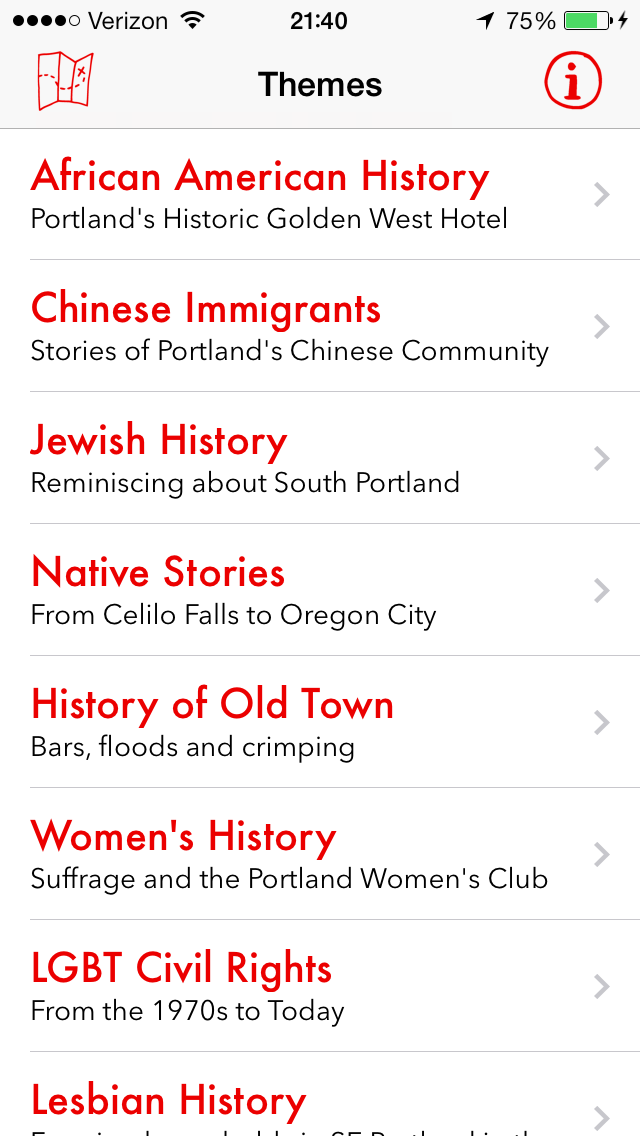 Verizon 21:40 75%
Themes
African American History
Portland's Historic Golden West Hotel
Chinese Immigrants
Stories of Portland's Chinese Community
Jewish History
Reminiscing about South Portland
Native Stories
From Celilo Falls to Oregon City
History of Old Town
Bars, floods and crimping
Women's History
Suffrage and the Portland Women's Club
LGBT Civil Rights
From the 1970s to Today
Lesbian History